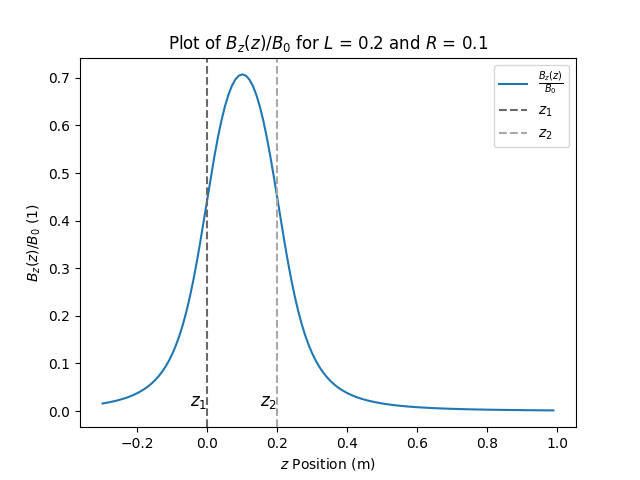 Plot of B_z(z)/B_0 for L = 0.2 and R = 0.1
B_z(z)/B_0 (1)
0.7
0.6
0.5
0.4
0.3
0.2
0.1
0.0
B_z(z)/B_0
z_1
z_2
z_1 z_2
−0.2 0.0 0.2 0.4 0.6 0.8 1.0
z Position (m)